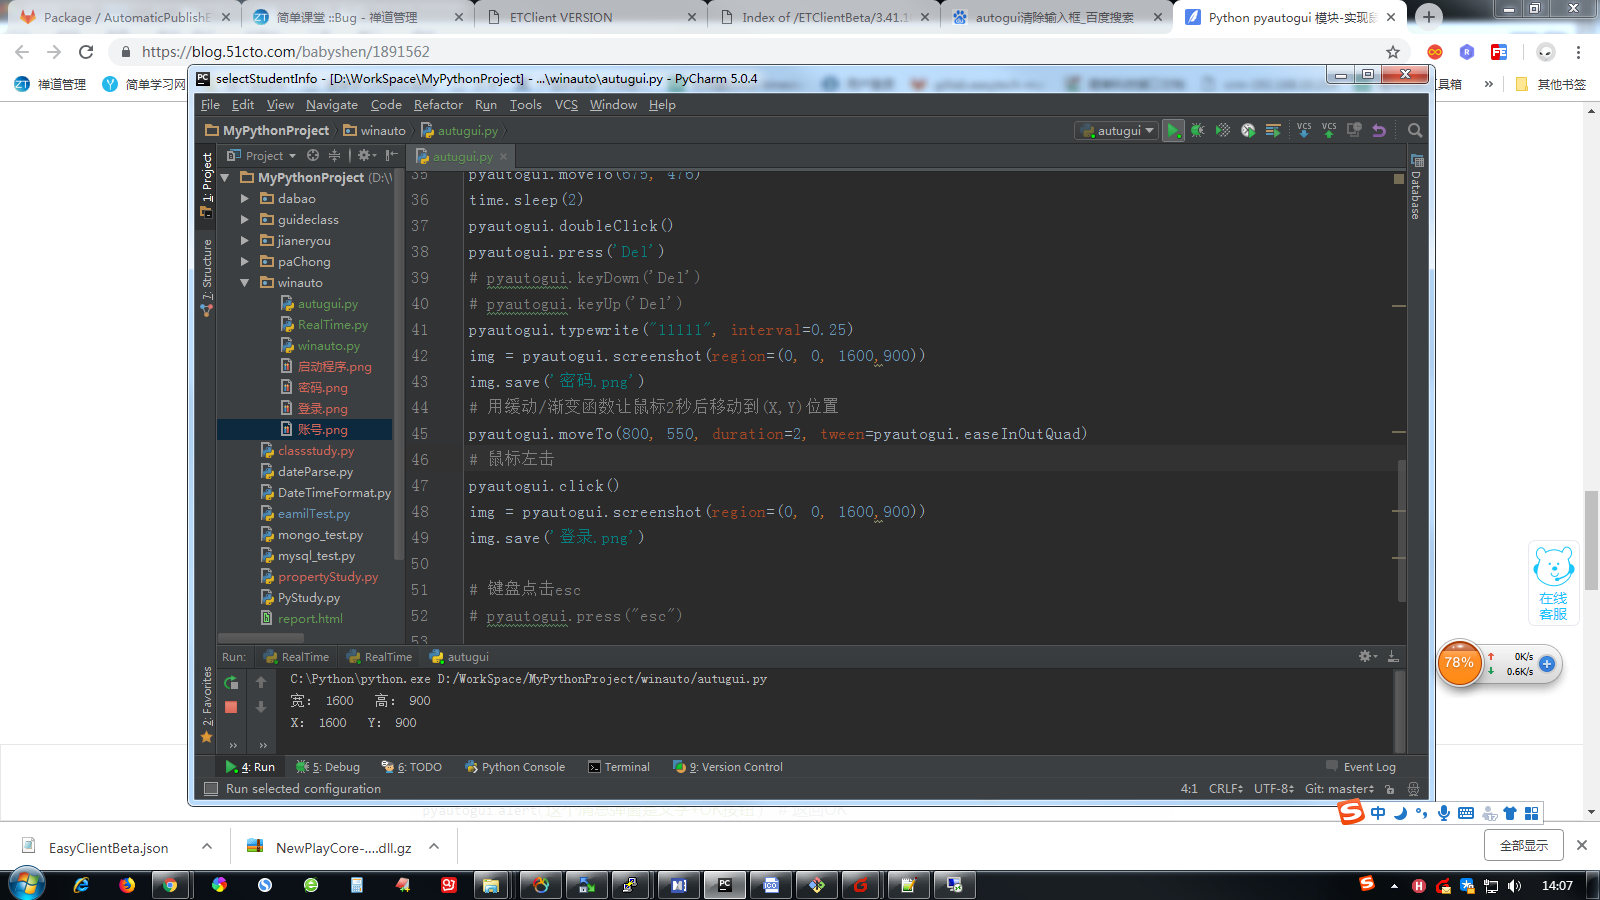 Package / AutomaticPublishE
简单课堂 ::Bug - 禅道管理
ETClient VERSION
Index of /ETClientBeta/3.41.1
autogui清除输入框_百度搜索
Python pyautogui 模块-实现鼠
https://blog.51cto.com/babyshen/1891562
禅道管理
简单学习网
工具箱
»
其他书签
selectStudentInfo - [D:\WorkSpace\MyPythonProject] - ...\winauto\autugui.py - PyCharm 5.0.4
File Edit View Navigate Code Refactor Run Tools VCS Window Help
MyPythonProject winauto autugui.py
autugui
VCS VCS
Project
autugui.py
1: Project
7: Structure
2: Favorites
Database
MyPythonProject (D:\
dabao
guideclass
jianeryou
paChong
winauto
autugui.py
RealTime.py
winauto.py
启动程序.png
密码.png
登录.png
账号.png
classstudy.py
dateParse.py
DateTimeFormat.py
eamilTest.py
mongo_test.py
mysql_test.py
propertyStudy.py
PyStudy.py
report.html
35 pyautogui.moveTo(675, 476)
36 time.sleep(2)
37 pyautogui.doubleClick()
38 pyautogui.press('Del')
39 # pyautogui.keyDown('Del')
40 # pyautogui.keyUp('Del')
41 pyautogui.typewrite("11111", interval=0.25)
42 img = pyautogui.screenshot(region=(0, 0, 1600,900))
43 img.save('密码.png')
44 # 用缓动/渐变函数让鼠标2秒后移动到(X,Y)位置
45 pyautogui.moveTo(800, 550, duration=2, tween=pyautogui.easeInOutQuad)
46 # 鼠标左击
47 pyautogui.click()
48 img = pyautogui.screenshot(region=(0, 0, 1600,900))
49 img.save('登录.png')
50
51 # 键盘点击esc
52 # pyautogui.press("esc")
53
Run: RealTime RealTime autugui
C:\Python\python.exe D:/WorkSpace/MyPythonProject/winauto/autugui.py
宽: 1600 高: 900
X: 1600 Y: 900
» »
4: Run 5: Debug 6: TODO Python Console Terminal 9: Version Control Event Log
Run selected configuration 4:1 CRLF UTF-8 Git: master
在线
客服
78% 0K/s
0.6K/s
中
EasyClientBeta.json
NewPlayCore-....dll.gz
全部显示
14:07